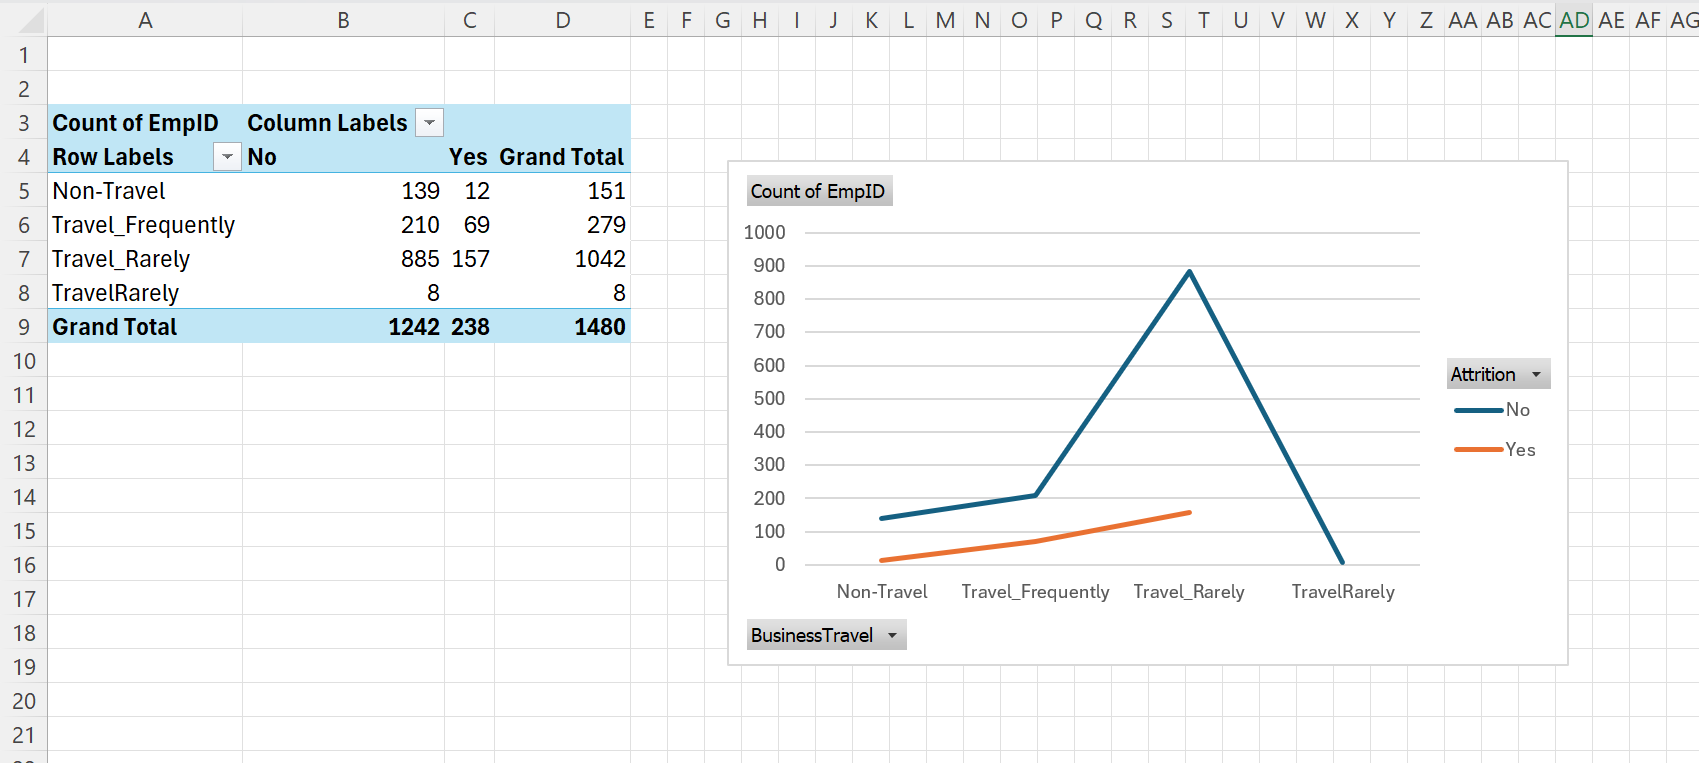 A B C D E F G H I J K L M N O P Q R S T U V W X Y Z AA AB AC AD AE AF AG
1
2
3 Count of EmpID Column Labels
4 Row Labels No Yes Grand Total
5 Non-Travel 139 12 151
6 Travel_Frequently 210 69 279
7 Travel_Rarely 885 157 1042
8 TravelRarely 8 8
9 Grand Total 1242 238 1480
10
11
12
13
14
15
16
17
18
19
20
21
Count of EmpID
1000
900
800
700
600
500
400
300
200
100
0
Non-Travel Travel_Frequently Travel_Rarely TravelRarely
BusinessTravel
Attrition
No
Yes